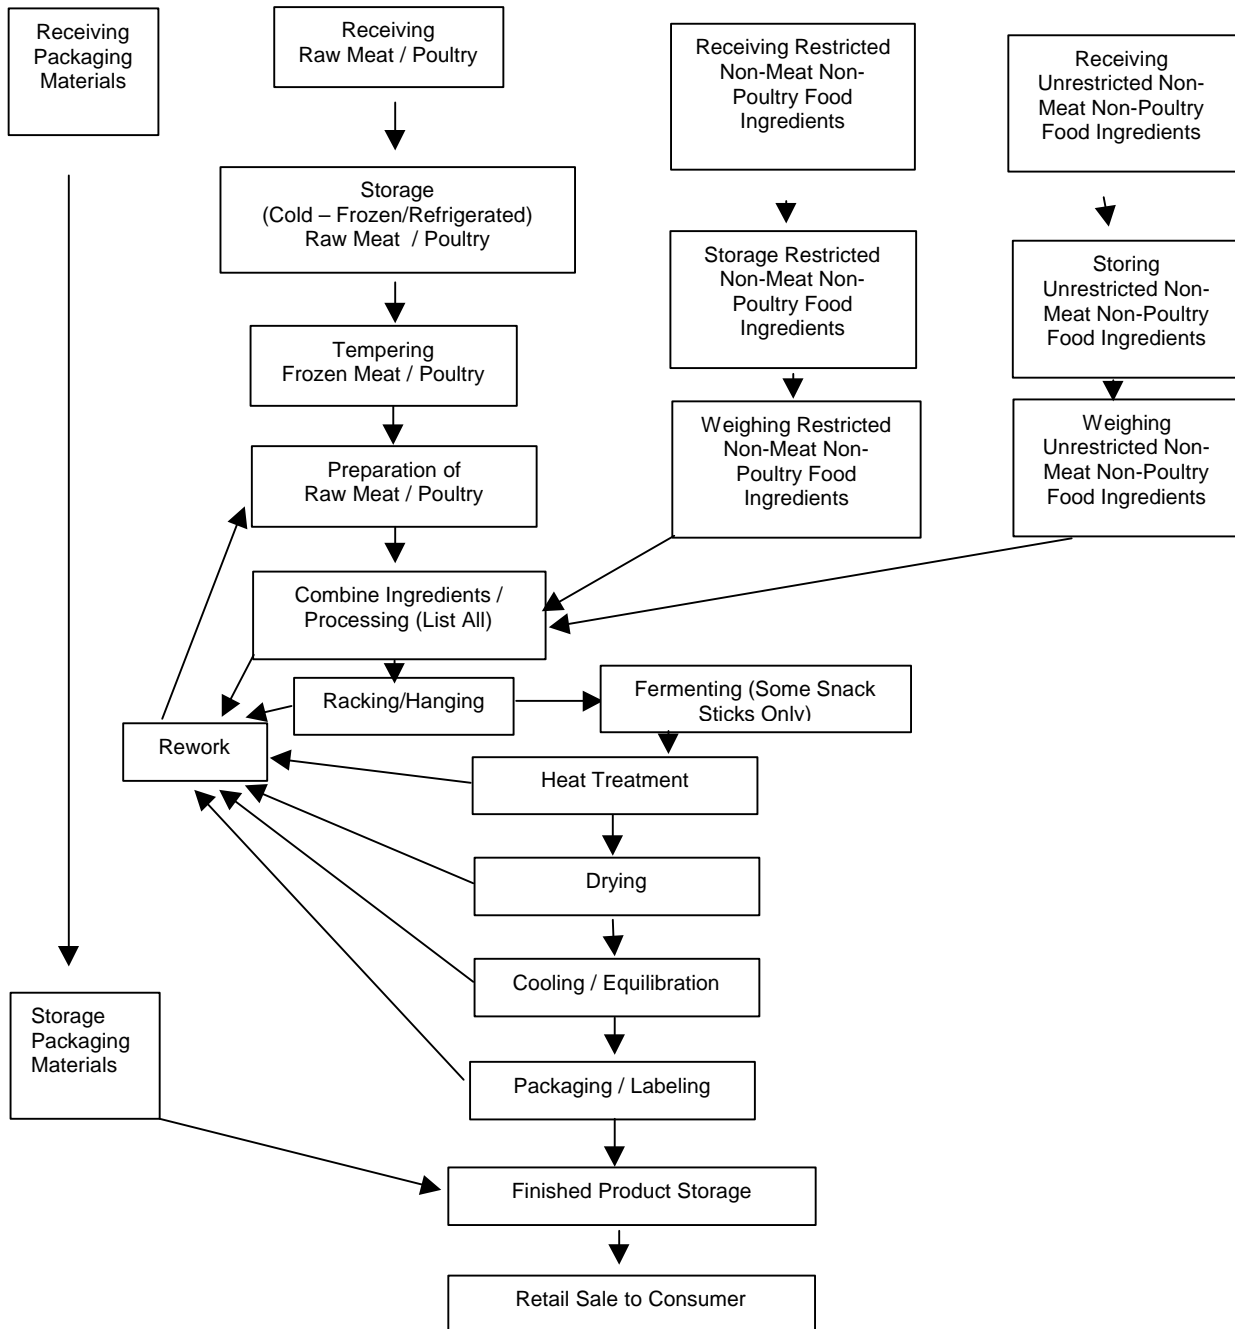 Receiving
Packaging
Materials
Receiving
Raw Meat / Poultry
Receiving Restricted
Non-Meat Non-
Poultry Food
Ingredients
Receiving
Unrestricted Non-
Meat Non-Poultry
Food Ingredients
Storage
(Cold – Frozen/Refrigerated)
Raw Meat / Poultry
Storage Restricted
Non-Meat Non-
Poultry Food
Ingredients
Storing
Unrestricted Non-
Meat Non-Poultry
Food Ingredients
Tempering
Frozen Meat / Poultry
Weighing Restricted
Non-Meat Non-
Poultry Food
Ingredients
Weighing
Unrestricted Non-
Meat Non-Poultry
Food Ingredients
Preparation of
Raw Meat / Poultry
Combine Ingredients /
Processing (List All)
Racking/Hanging
Fermenting (Some Snack
Sticks Only)
Rework
Heat Treatment
Drying
Cooling / Equilibration
Storage
Packaging
Materials
Packaging / Labeling
Finished Product Storage
Retail Sale to Consumer